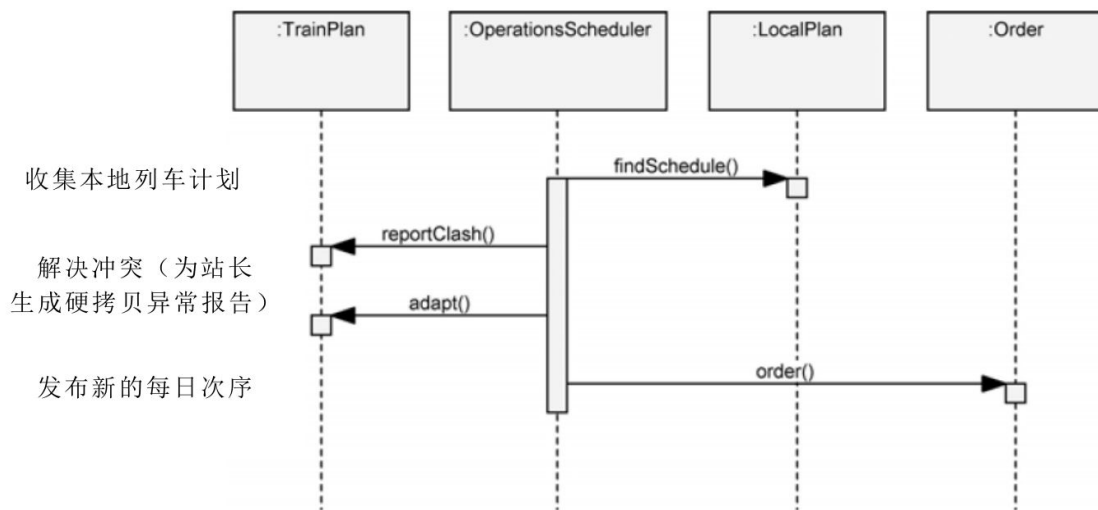 :TrainPlan
:OperationsScheduler
:LocalPlan
:Order
收集本地列车计划
findSchedule()
reportClash()
解决冲突（为站长
生成硬拷贝异常报告）
adapt()
发布新的每日次序
order()